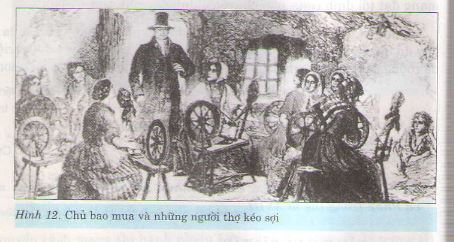 Hình 12. Chủ bao mua và những người thợ kéo sợi